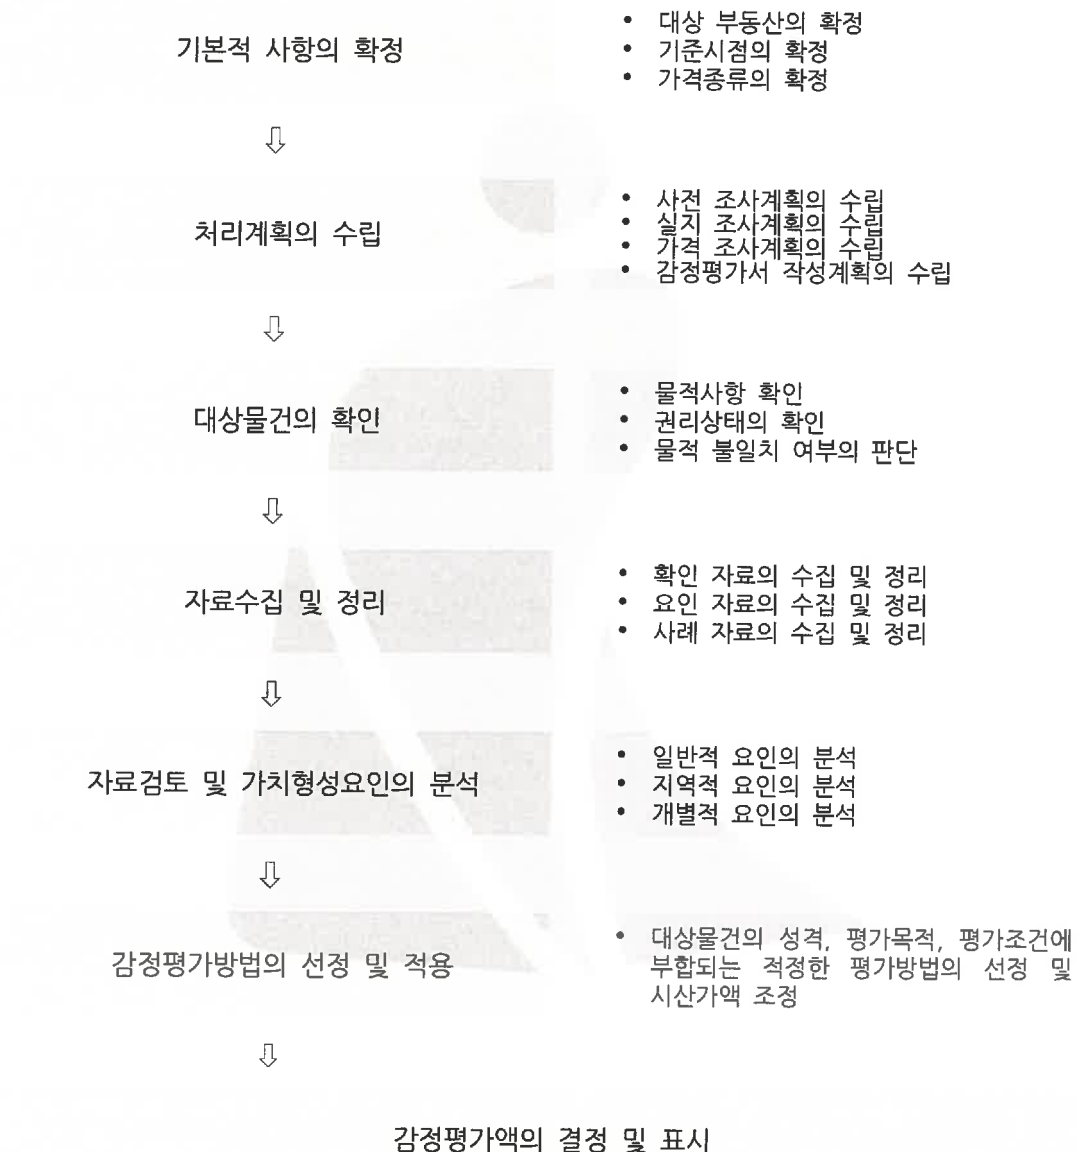 기본적 사항의 확정
• 대상 부동산의 확정
• 기준시점의 확정
• 가격종류의 확정
⇩
처리계획의 수립
• 사전 조사계획의 수립
• 실지 조사계획의 수립
• 가격 조사계획의 수립
• 감정평가서 작성계획의 수립
⇩
대상물건의 확인
• 물적사항 확인
• 권리상태의 확인
• 물적 불일치 여부의 판단
⇩
자료수집 및 정리
• 확인 자료의 수집 및 정리
• 요인 자료의 수집 및 정리
• 사례 자료의 수집 및 정리
⇩
자료검토 및 가치형성요인의 분석
• 일반적 요인의 분석
• 지역적 요인의 분석
• 개별적 요인의 분석
⇩
감정평가방법의 선정 및 적용
• 대상물건의 성격, 평가목적, 평가조건에
부합되는 적정한 평가방법의 선정 및
시산가액 조정
⇩
감정평가액의 결정 및 표시